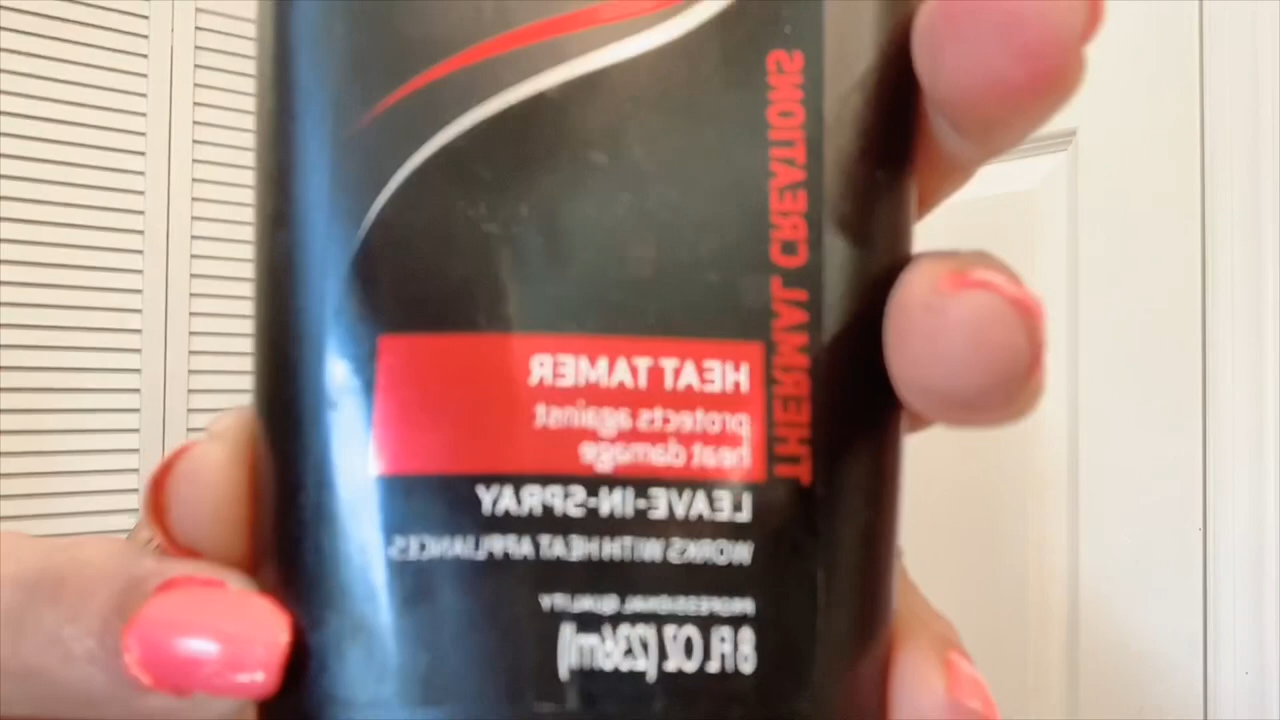 THERMAL CREATIONS
HEAT TAMER
protects against
heat damage
LEAVE-IN-SPRAY
WORKS WITH HEAT APPLIANCES
PROFESSIONAL QUALITY
8 FL OZ (236ml)